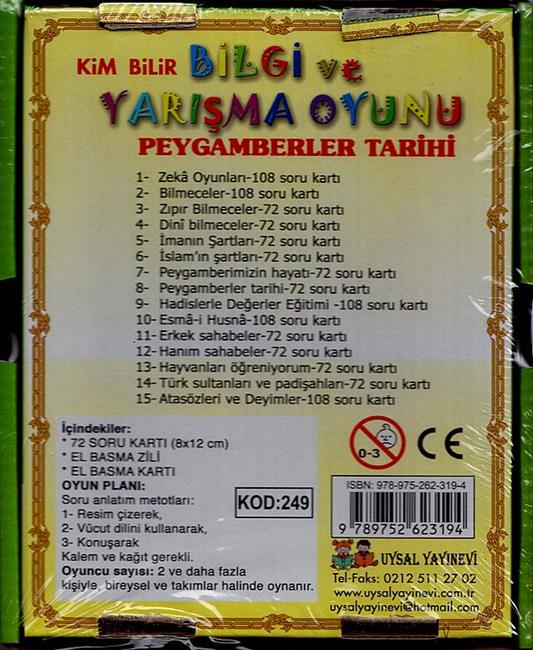 KİM BİLİR BİLGİ ve
YARIŞMA OYUNU
PEYGAMBERLER TARİHİ
1- Zekâ Oyunları-108 soru kartı
2- Bilmeceler-108 soru kartı
3- Zıpır Bilmeceler-72 soru kartı
4- Dinî bilmeceler-72 soru kartı
5- İmanın Şartları-72 soru kartı
6- İslam'ın şartları-72 soru kartı
7- Peygamberimizin hayatı-72 soru kartı
8- Peygamberler tarihi-72 soru kartı
9- Hadislerle Değerler Eğitimi -108 soru kartı
10- Esmâ-i Husnâ-108 soru kartı
11- Erkek sahabeler-72 soru kartı
12- Hanım sahabeler-72 soru kartı
13- Hayvanları öğreniyorum-72 soru kartı
14- Türk sultanları ve padişahları-72 soru kartı
15- Atasözleri ve Deyimler-108 soru kartı
İçindekiler:
* 72 SORU KARTI (8x12 cm)
* EL BASMA ZİLİ
* EL BASMA KARTI
OYUN PLANI:
Soru anlatım metotları:
1- Resim çizerek,
2- Vücut dilini kullanarak,
3- Konuşarak
Kalem ve kağıt gerekli.
Oyuncu sayısı: 2 ve daha fazla
kişiyle, bireysel ve takımlar halinde oynanır.
KOD:249
0-3
CE
ISBN: 978-975-262-319-4
9 789752 623194
UYSAL YAYINEVİ
Tel-Faks: 0212 511 27 02
www.uysalyayinevi.com.tr
uysalyayinevi@hotmail.com